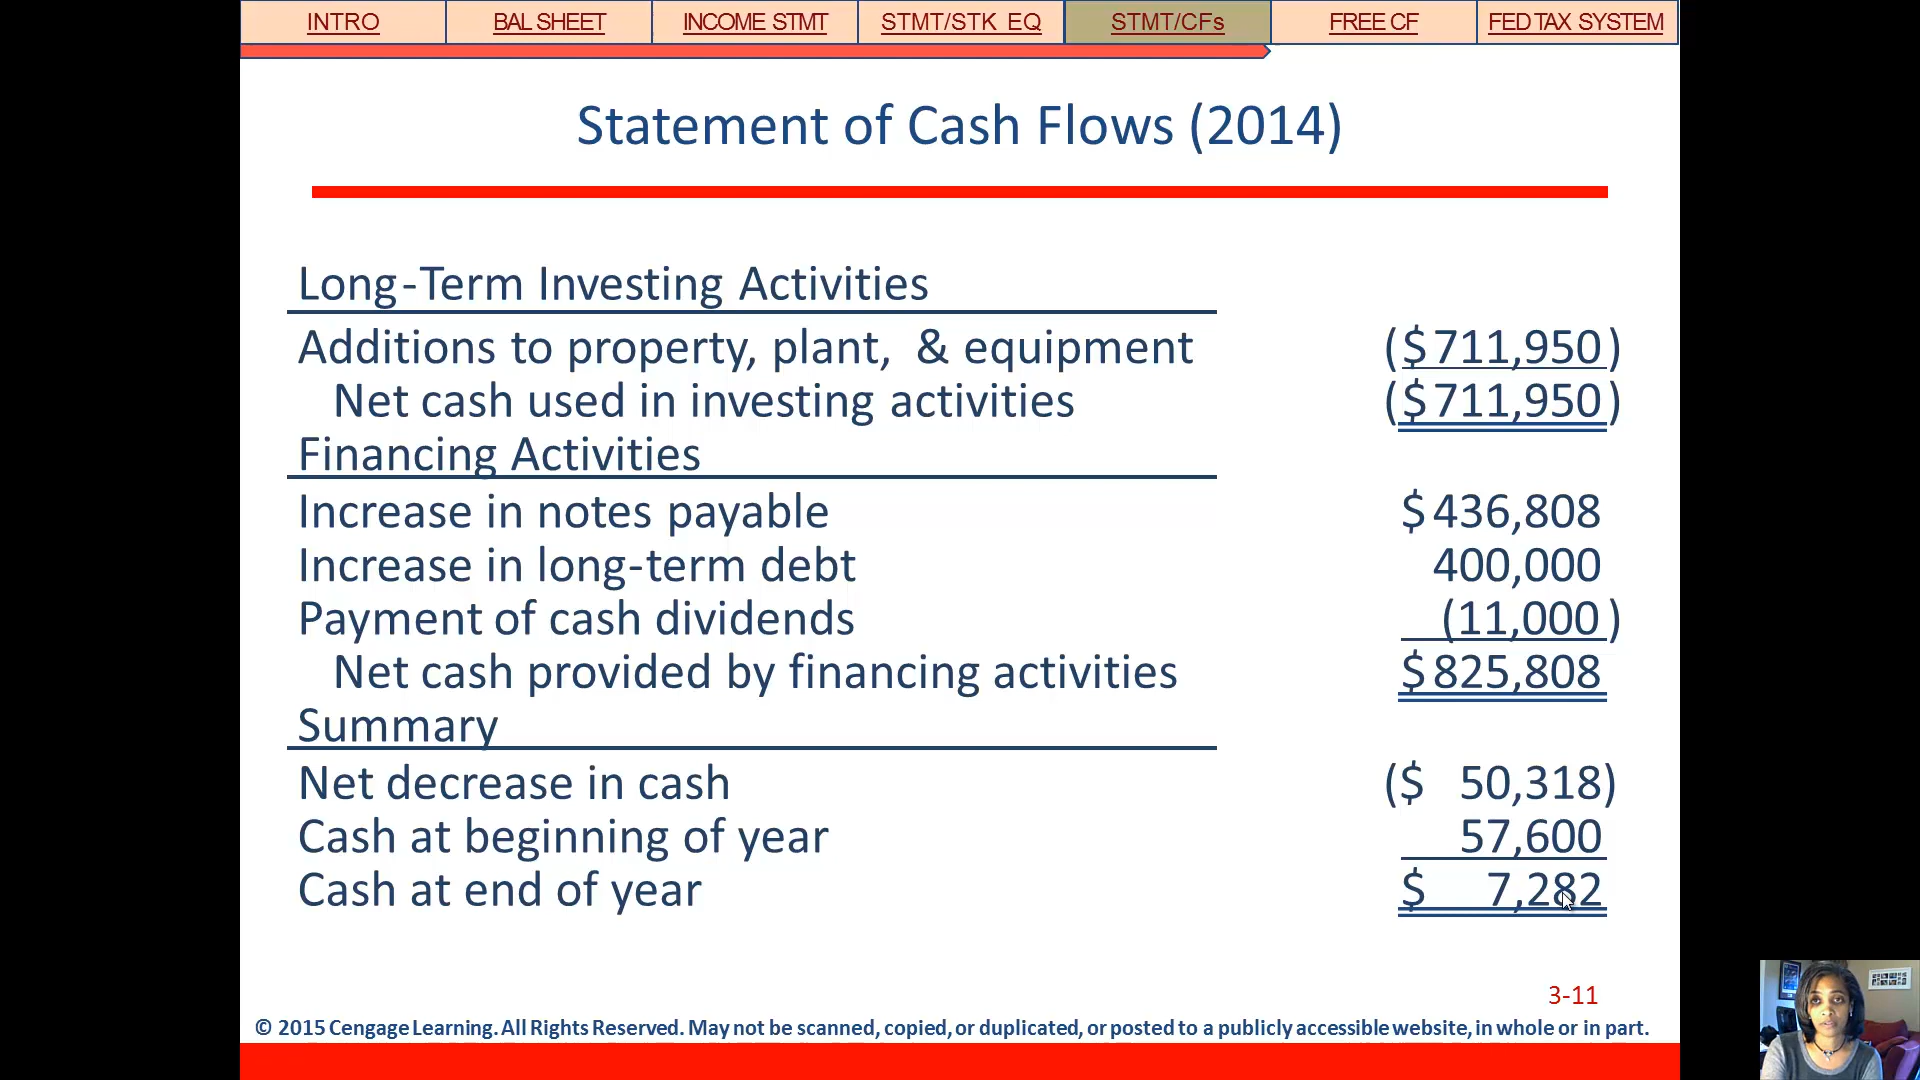 INTRO BAL SHEET INCOME STMT STMT/STK EQ STMT/CFs FREE CF FED TAX SYSTEM
Statement of Cash Flows (2014)
Long-Term Investing Activities
Additions to property, plant, & equipment ($711,950)
Net cash used in investing activities ($711,950)
Financing Activities
Increase in notes payable $436,808
Increase in long-term debt 400,000
Payment of cash dividends (11,000)
Net cash provided by financing activities $825,808
Summary
Net decrease in cash ($ 50,318)
Cash at beginning of year 57,600
Cash at end of year $ 7,282
3-11
© 2015 Cengage Learning. All Rights Reserved. May not be scanned, copied, or duplicated, or posted to a publicly accessible website, in whole or in part.